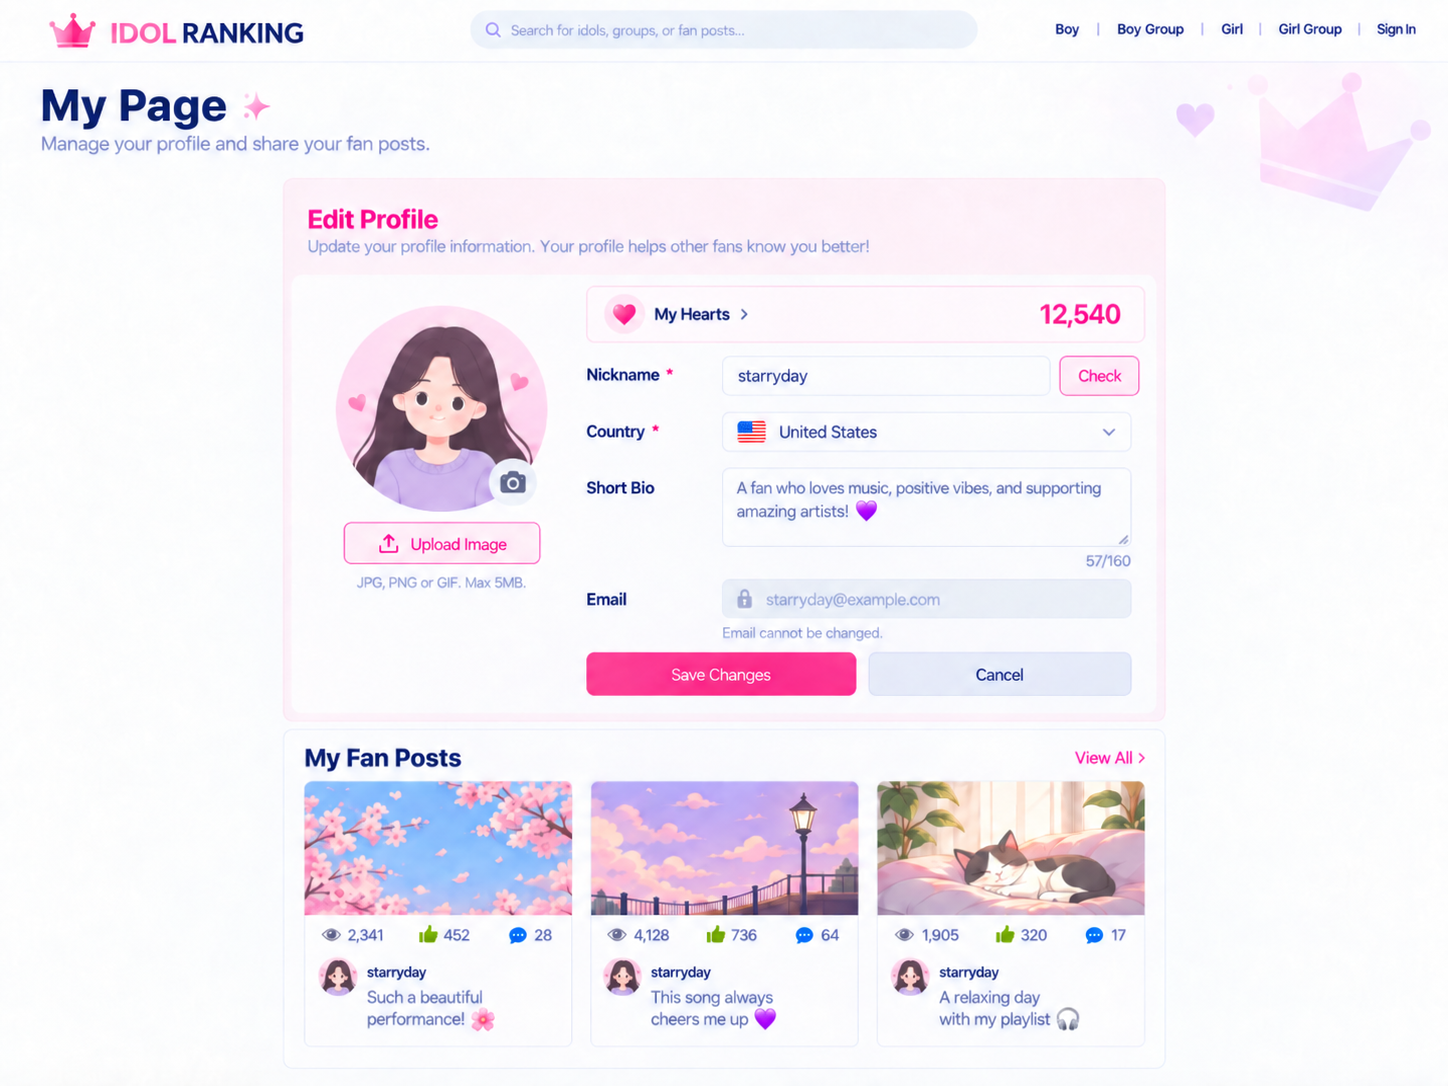 IDOL RANKING
Search for idols, groups, or fan posts...
Boy | Boy Group | Girl | Girl Group | Sign In
My Page
Manage your profile and share your fan posts.
Edit Profile
Update your profile information. Your profile helps other fans know you better!
My Hearts >
12,540
Nickname *
starryday
Check
Country *
United States
Short Bio
A fan who loves music, positive vibes, and supporting
amazing artists! 💜
57/160
Upload Image
JPG, PNG or GIF. Max 5MB.
Email
starryday@example.com
Email cannot be changed.
Save Changes
Cancel
My Fan Posts
View All >
2,341 452 28
starryday
Such a beautiful
performance! 🌸
4,128 736 64
starryday
This song always
cheers me up 💜
1,905 320 17
starryday
A relaxing day
with my playlist 🎧